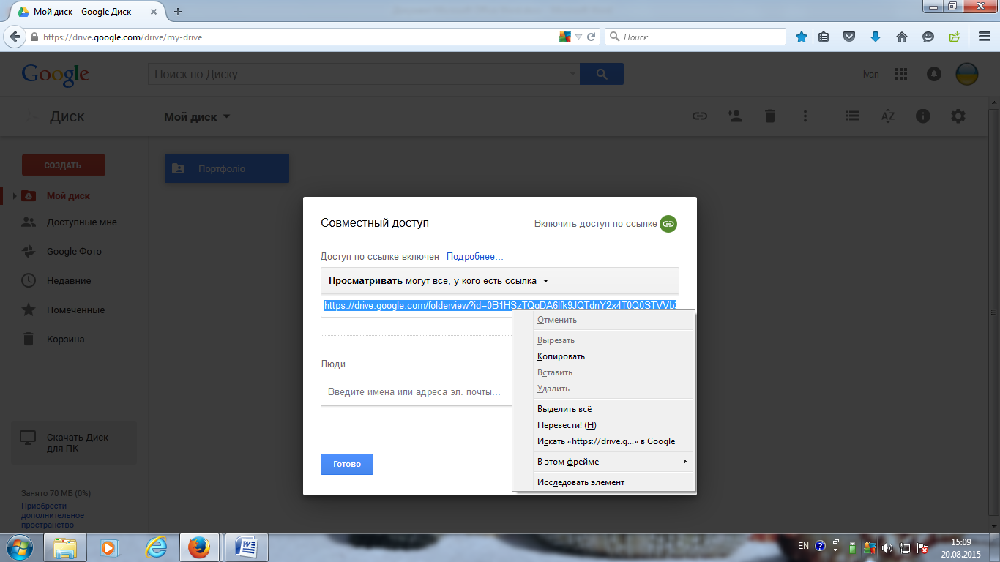 Мой диск – Google Диск
https://drive.google.com/drive/my-drive
Поиск
Google
Поиск по Диску
Ivan
Диск
Мой диск
СОЗДАТЬ
Portfolio
Мой диск
Доступные мне
Google Фото
Недавние
Помеченные
Корзина
Скачать Диск
для ПК
Занято 70 МБ (0%)
Приобрести
дополнительное
пространство
Совместный доступ
Включить доступ по ссылке
Доступ по ссылке включен Подробнее...
Просматривать могут все, у кого есть ссылка
https://drive.google.com/folderview?id=0B1HSzTQgDA6lfk9JQTdnY2x4T0Q0STVVb
Люди
Введите имена или адреса эл. почты...
Готово
Отменить
Вырезать
Копировать
Вставить
Удалить
Выделить всё
Перевести! (H)
Искать «https://drive.g...» в Google
В этом фрейме
Исследовать элемент
EN
15:09
20.08.2015